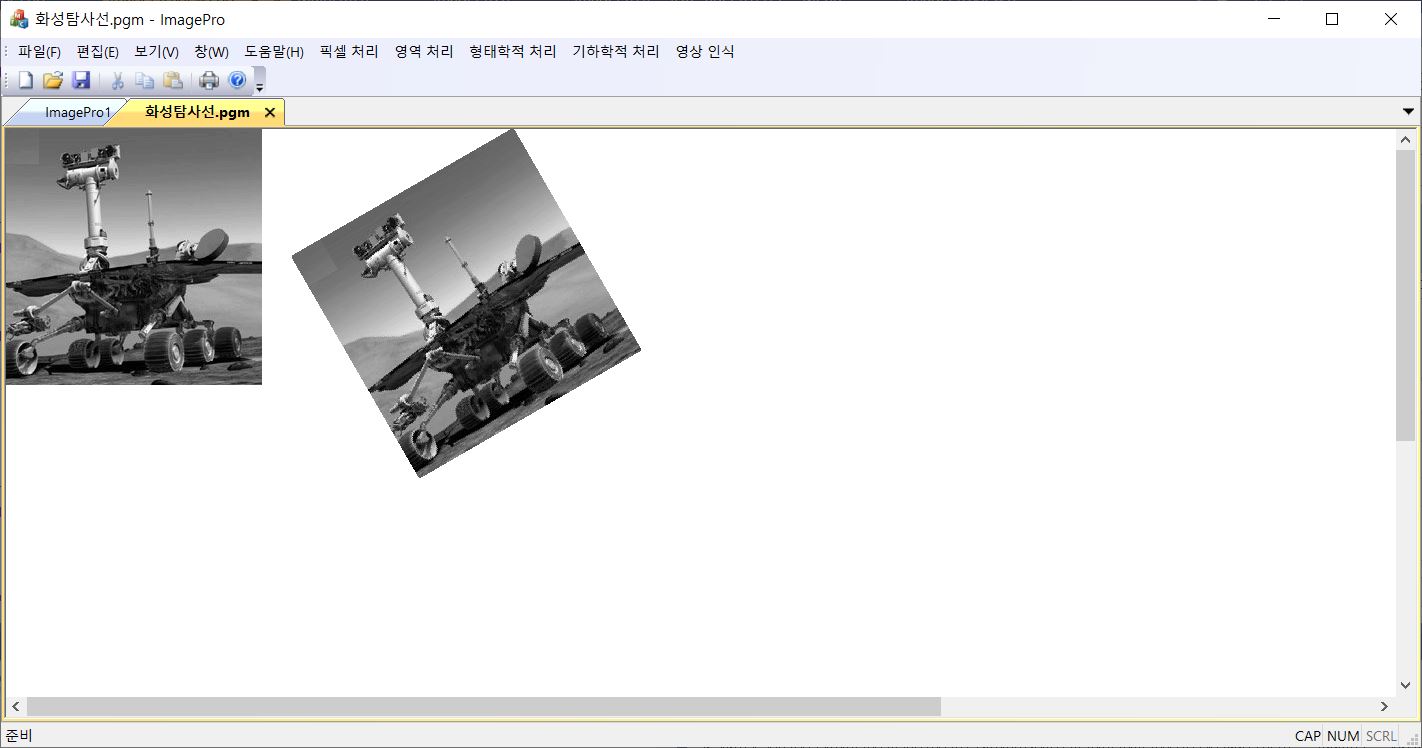 화성탐사선.pgm - ImagePro
파일(F) 편집(E) 보기(V) 창(W) 도움말(H) 픽셀 처리 영역 처리 형태학적 처리 기하학적 처리 영상 인식
ImagePro1 화성탐사선.pgm
준비 CAP NUM SCRL